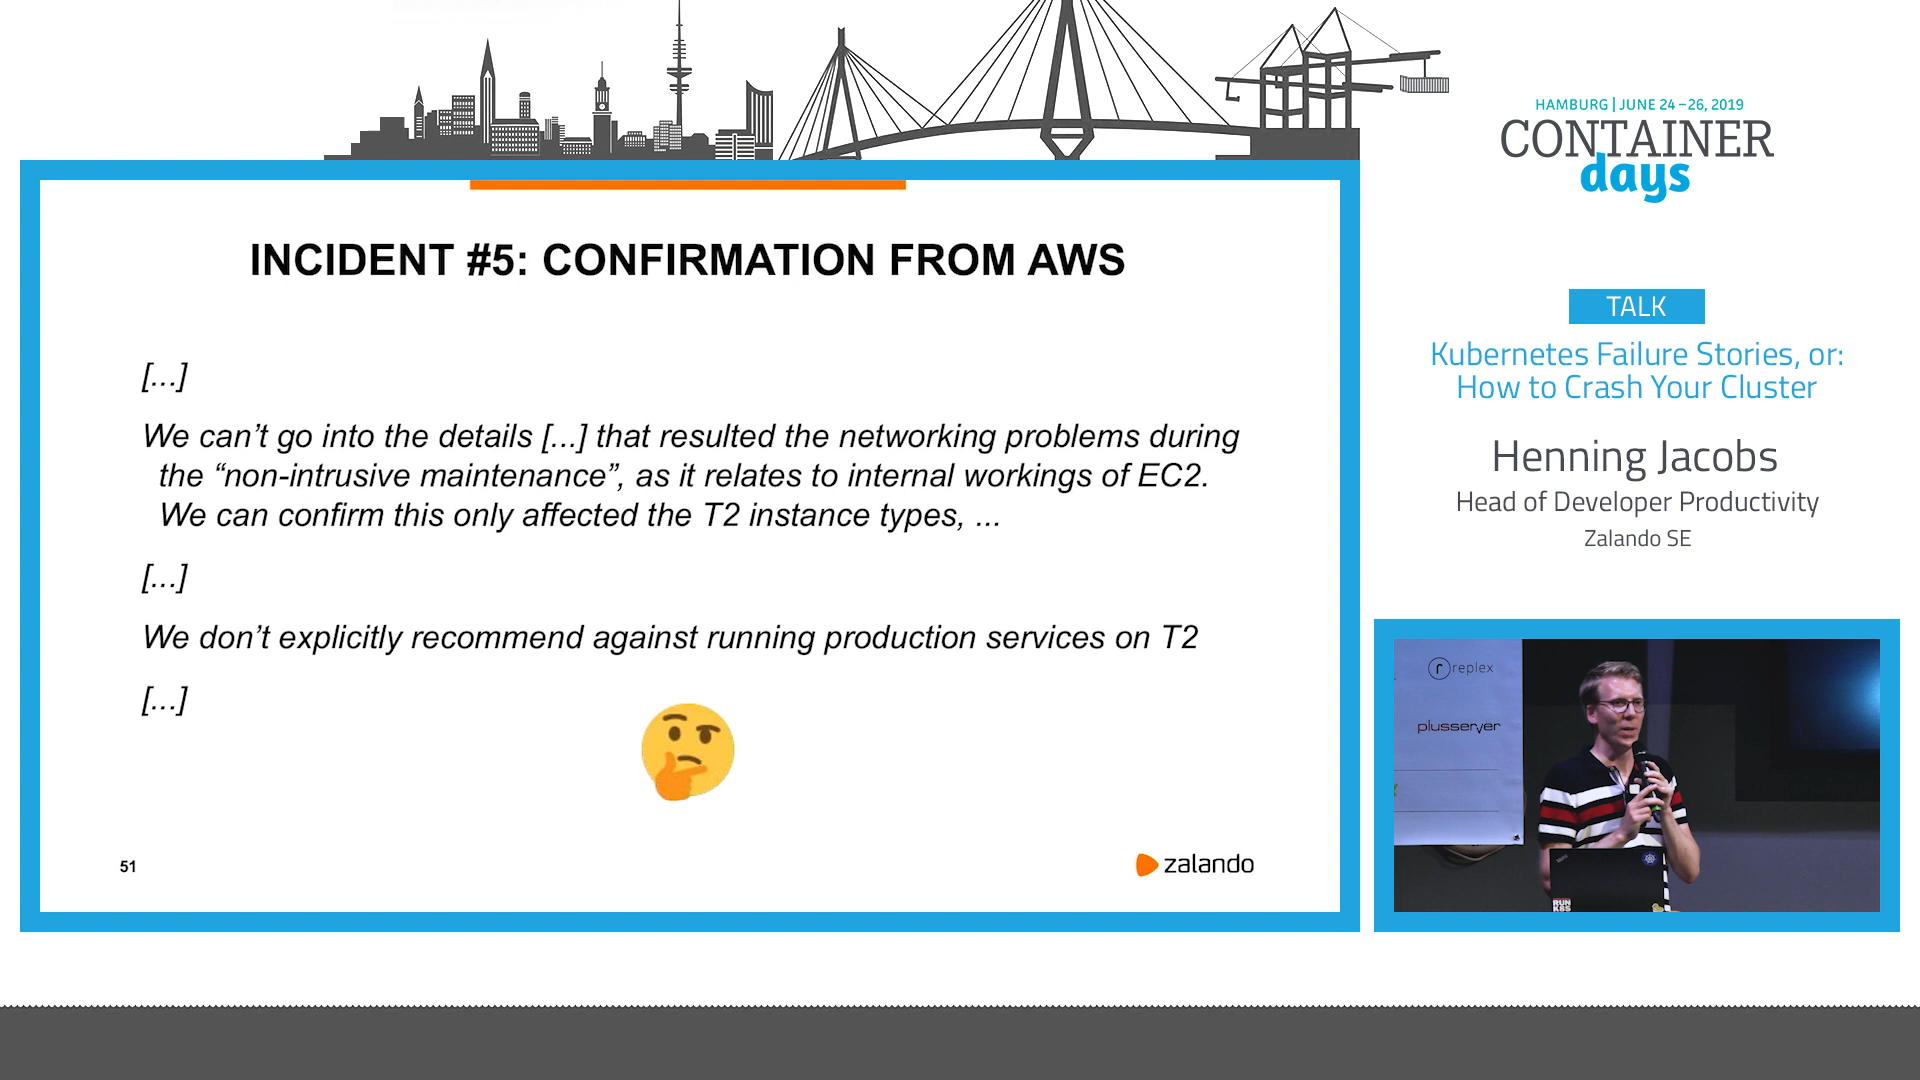 HAMBURG | JUNE 24–26, 2019
CONTAINER
days
INCIDENT #5: CONFIRMATION FROM AWS
[...]
We can’t go into the details [...] that resulted the networking problems during
the “non-intrusive maintenance”, as it relates to internal workings of EC2.
We can confirm this only affected the T2 instance types, ...
[...]
We don’t explicitly recommend against running production services on T2
[...]
51
zalando
TALK
Kubernetes Failure Stories, or:
How to Crash Your Cluster
Henning Jacobs
Head of Developer Productivity
Zalando SE
r replex
plusserver
RUN
K8S